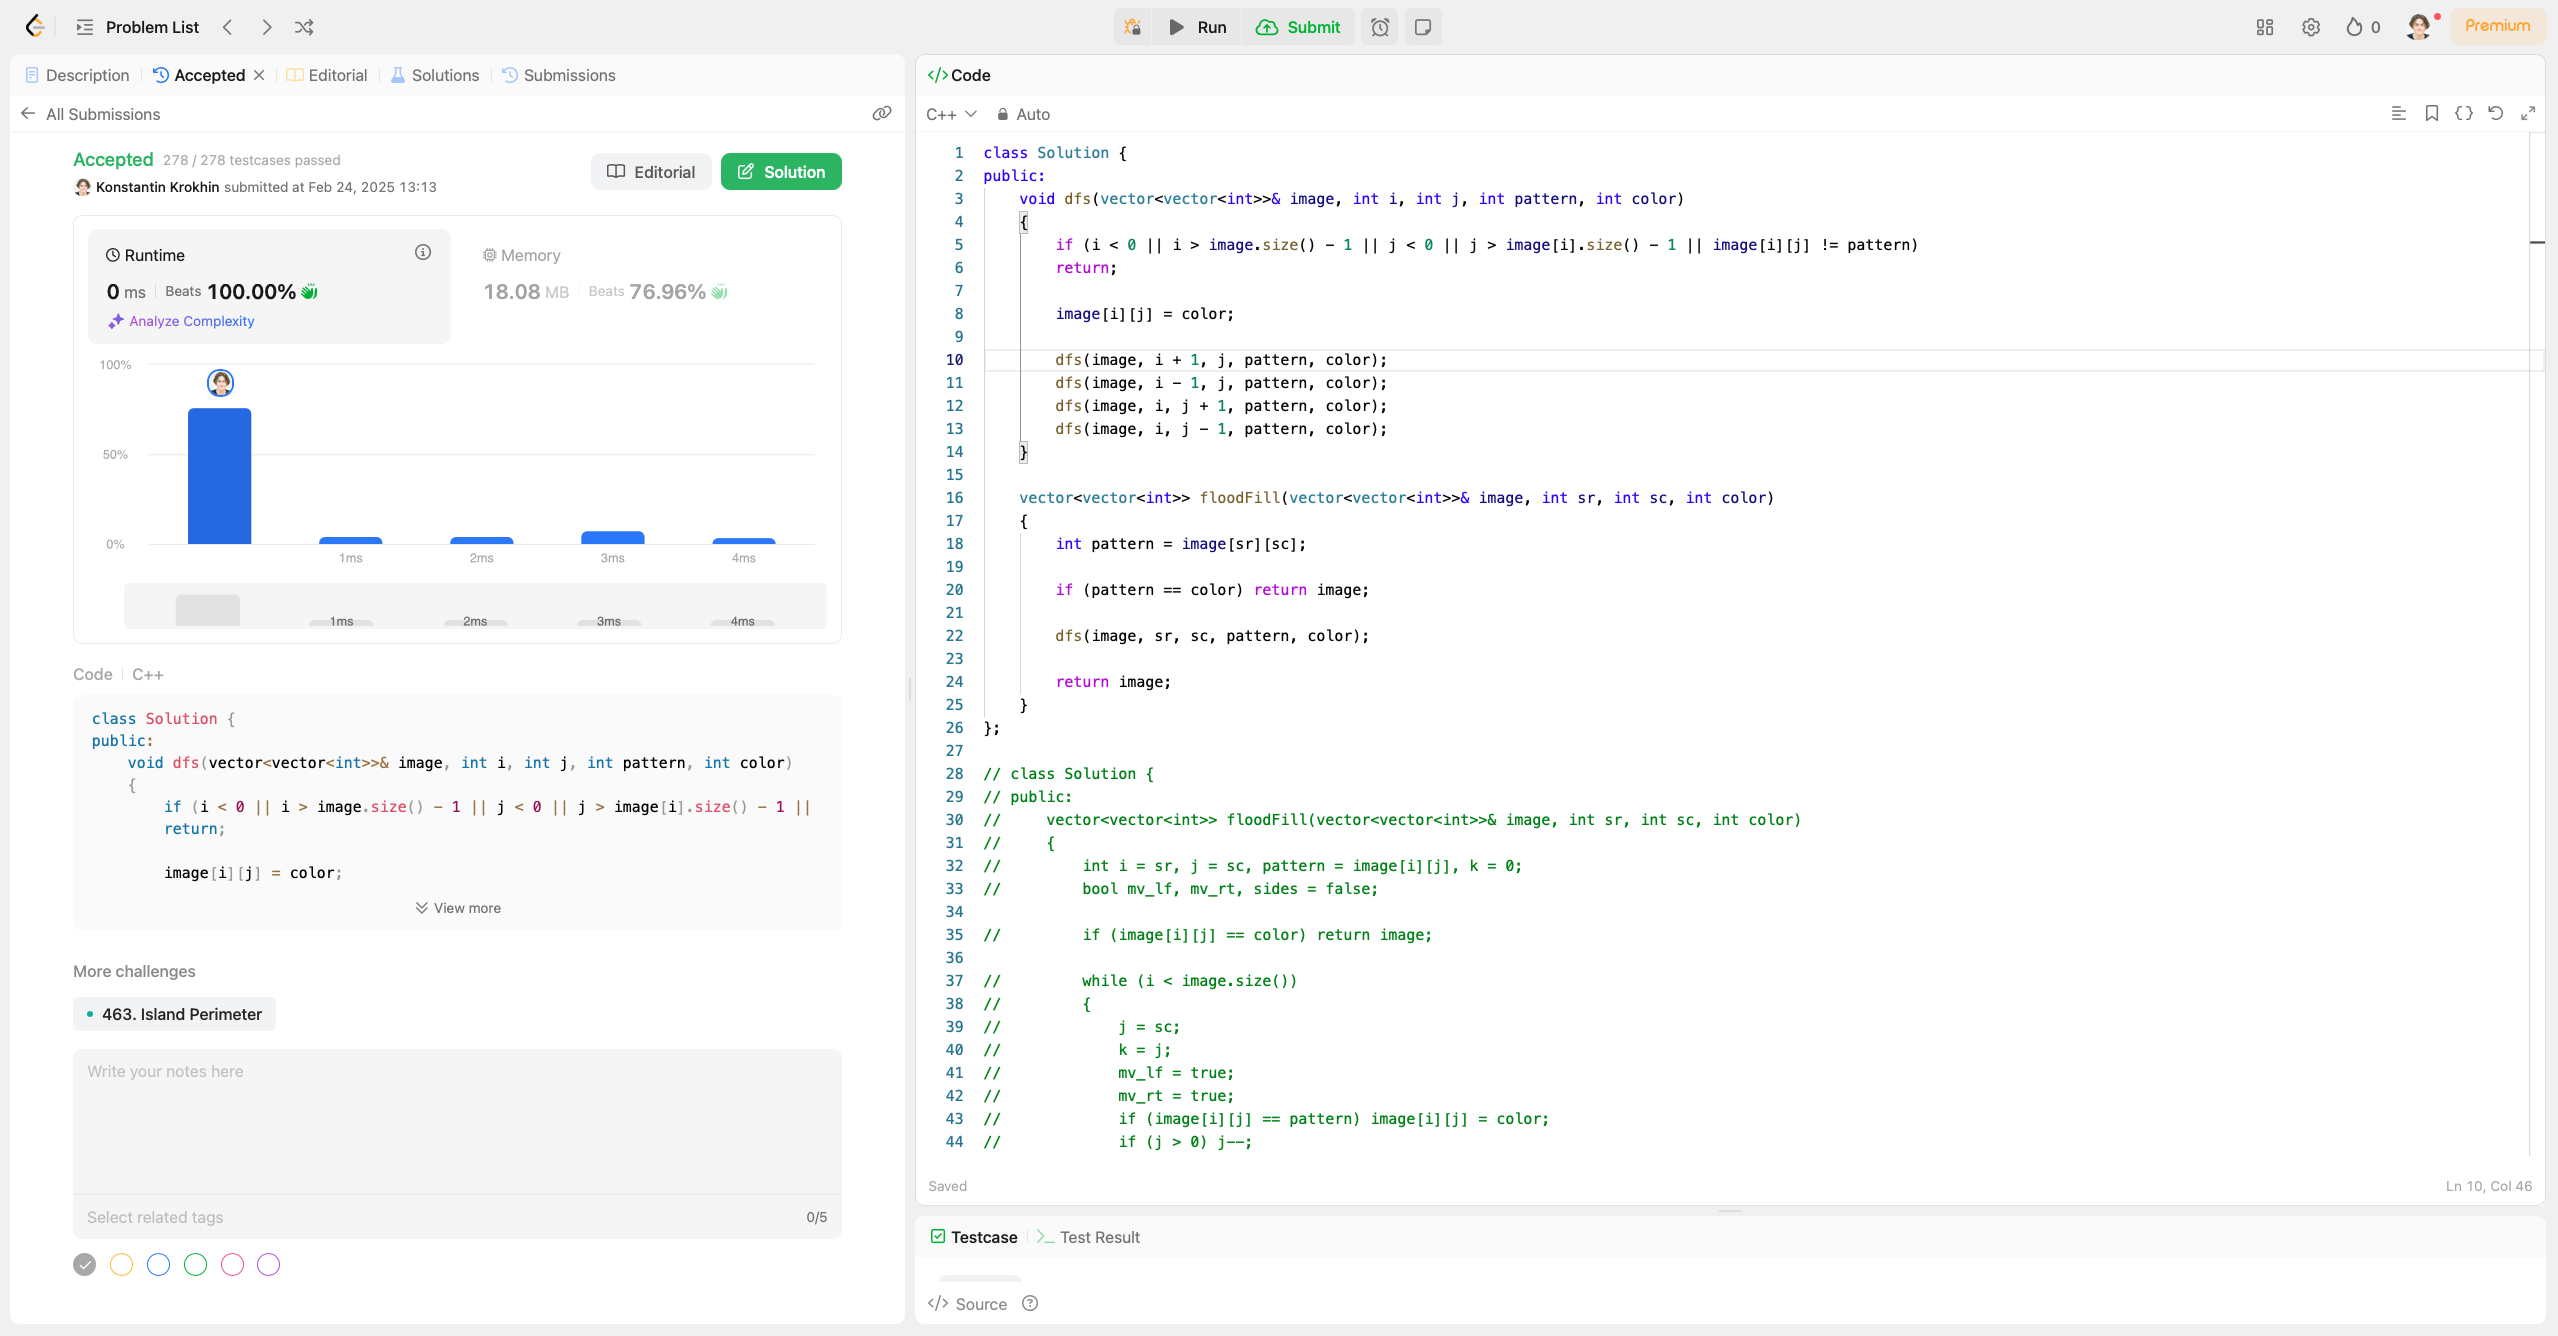 Problem List
Run
Submit
0
Premium
Description
Accepted
Editorial
Solutions
Submissions
All Submissions
Accepted 278 / 278 testcases passed
Konstantin Krokhin submitted at Feb 24, 2025 13:13
Editorial
Solution
Runtime
0 ms Beats 100.00%
Analyze Complexity
Memory
18.08 MB Beats 76.96%
100%
50%
0%
1ms 2ms 3ms 4ms
1ms 2ms 3ms 4ms
Code C++
class Solution {
public:
    void dfs(vector<vector<int>>& image, int i, int j, int pattern, int color)
    {
        if (i < 0 || i > image.size() - 1 || j < 0 || j > image[i].size() - 1 ||
        return;
        image[i][j] = color;
View more
More challenges
463. Island Perimeter
Write your notes here
Select related tags
0/5
Code
C++ Auto
1 class Solution {
2 public:
3     void dfs(vector<vector<int>>& image, int i, int j, int pattern, int color)
4     {
5         if (i < 0 || i > image.size() - 1 || j < 0 || j > image[i].size() - 1 || image[i][j] != pattern)
6         return;
7
8         image[i][j] = color;
9
10         dfs(image, i + 1, j, pattern, color);
11         dfs(image, i - 1, j, pattern, color);
12         dfs(image, i, j + 1, pattern, color);
13         dfs(image, i, j - 1, pattern, color);
14     }
15
16     vector<vector<int>> floodFill(vector<vector<int>>& image, int sr, int sc, int color)
17     {
18         int pattern = image[sr][sc];
19
20         if (pattern == color) return image;
21
22         dfs(image, sr, sc, pattern, color);
23
24         return image;
25     }
26 };
27
28 // class Solution {
29 // public:
30 //     vector<vector<int>> floodFill(vector<vector<int>>& image, int sr, int sc, int color)
31 //     {
32 //         int i = sr, j = sc, pattern = image[i][j], k = 0;
33 //         bool mv_lf, mv_rt, sides = false;
34
35 //         if (image[i][j] == color) return image;
36
37 //         while (i < image.size())
38 //         {
39 //             j = sc;
40 //             k = j;
41 //             mv_lf = true;
42 //             mv_rt = true;
43 //             if (image[i][j] == pattern) image[i][j] = color;
44 //             if (j > 0) j--;
Saved
Ln 10, Col 46
Testcase
Test Result
Source